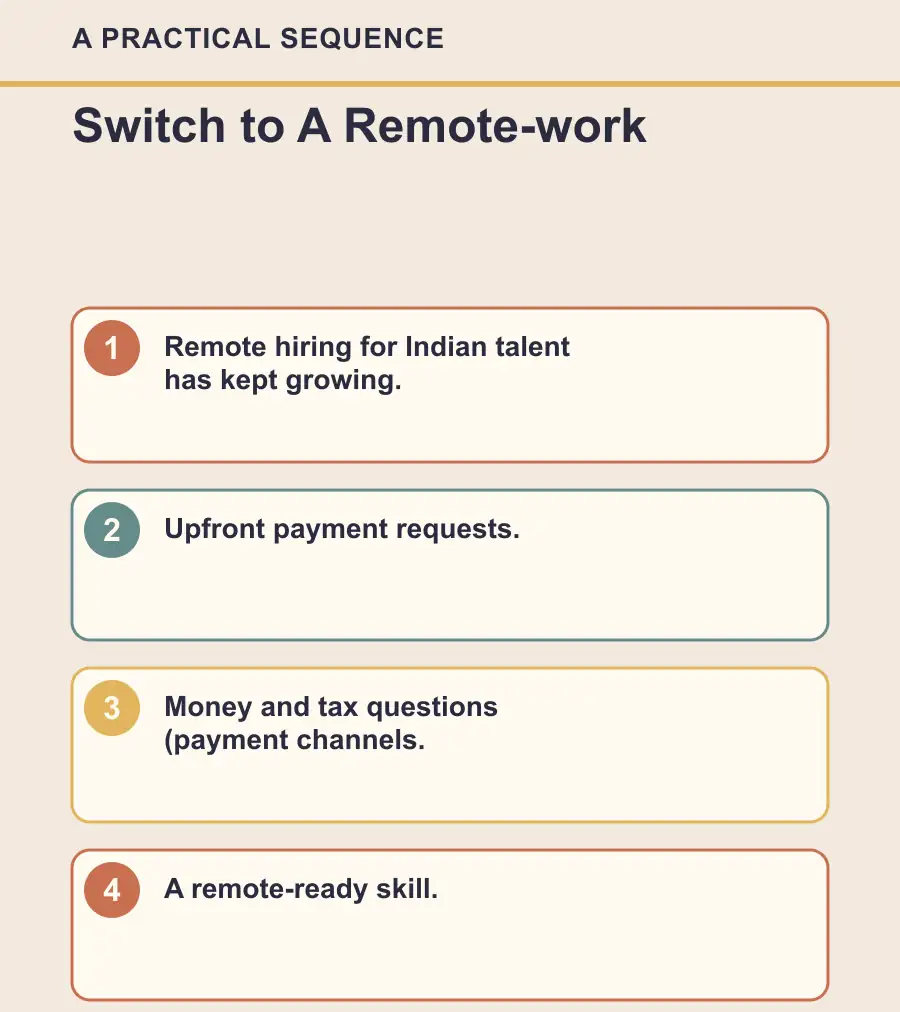 A PRACTICAL SEQUENCE
Switch to A Remote-work
1
Remote hiring for Indian talent
has kept growing.
2
Upfront payment requests.
3
Money and tax questions
(payment channels.
4
A remote-ready skill.